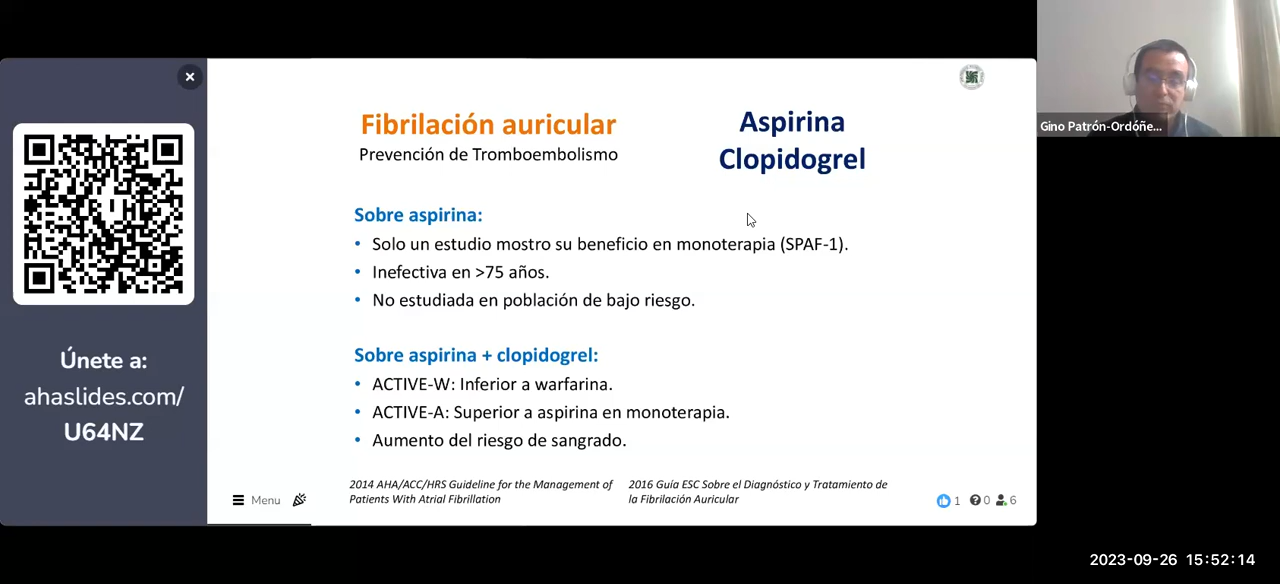 Únete a:
ahaslides.com/
U64NZ
Fibrilación auricular
Prevención de Tromboembolismo
Aspirina
Clopidogrel
Sobre aspirina:
• Solo un estudio mostro su beneficio en monoterapia (SPAF-1).
• Inefectiva en >75 años.
• No estudiada en población de bajo riesgo.
Sobre aspirina + clopidogrel:
• ACTIVE-W: Inferior a warfarina.
• ACTIVE-A: Superior a aspirina en monoterapia.
• Aumento del riesgo de sangrado.
2014 AHA/ACC/HRS Guideline for the Management of
Patients With Atrial Fibrillation
2016 Guía ESC Sobre el Diagnóstico y Tratamiento de
la Fibrilación Auricular
Menu
1 0 6
Gino Patrón-Ordóñe...
2023-09-26 15:52:14